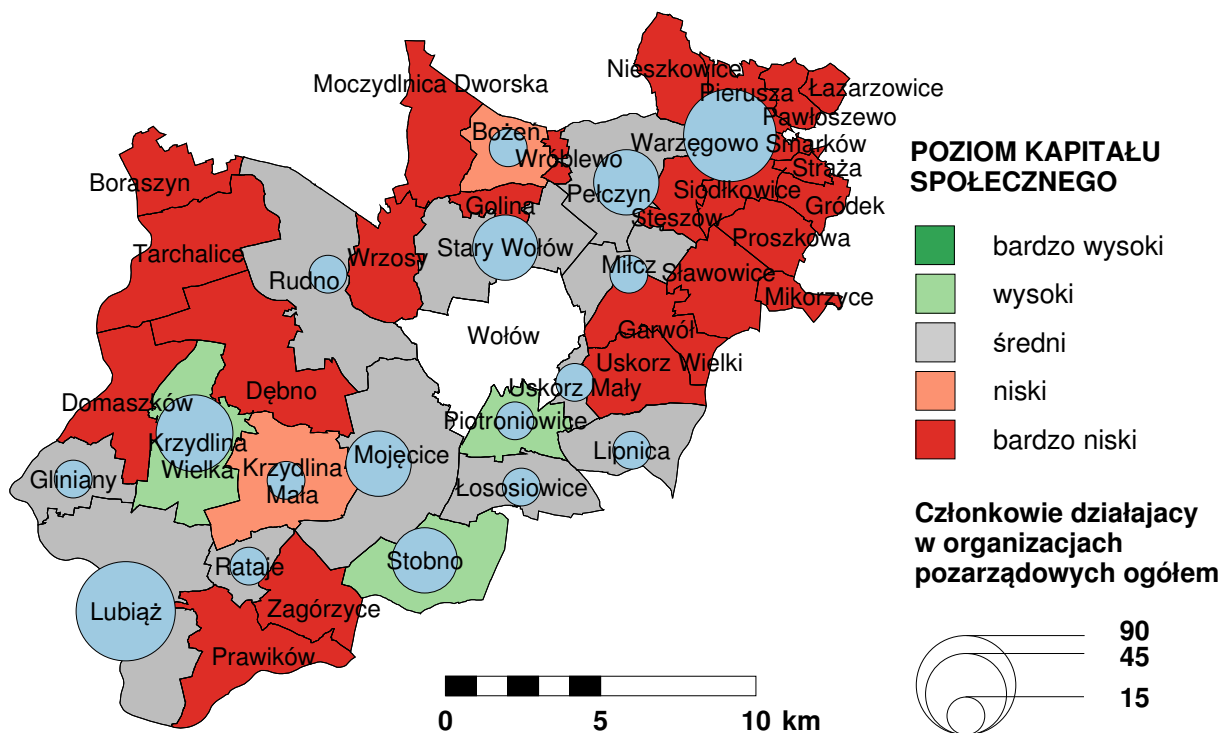 Nieszkowice
Moczydlnica Dworska
Pierusza
Łazarzowice
Pawłoszewo
Bożeń
Warzęgowo
Smarków
Wróblewo
Straża
Boraszyn
Pełczyn
Siodłkowice
Golina
Stęszów
Gródek
Proszkowa
Tarchalice
Wrzosy
Stary Wołów
Rudno
Miłcz
Sławowice
Mikorzyce
Wołów
Garwół
Uskorz Wielki
Dębno
Uskorz Mały
Domaszków
Piotroniowice
Krzydlina
Wielka
Mojęcice
Lipnica
Krzydlina
Mała
Gliniany
Łososiowice
Rataje
Stobno
Lubiąż
Zagórzyce
Prawików
0 5 10 km
POZIOM KAPITAŁU
SPOŁECZNEGO
bardzo wysoki
wysoki
średni
niski
bardzo niski
Członkowie działajacy
w organizacjach
pozarządowych ogółem
90
45
15